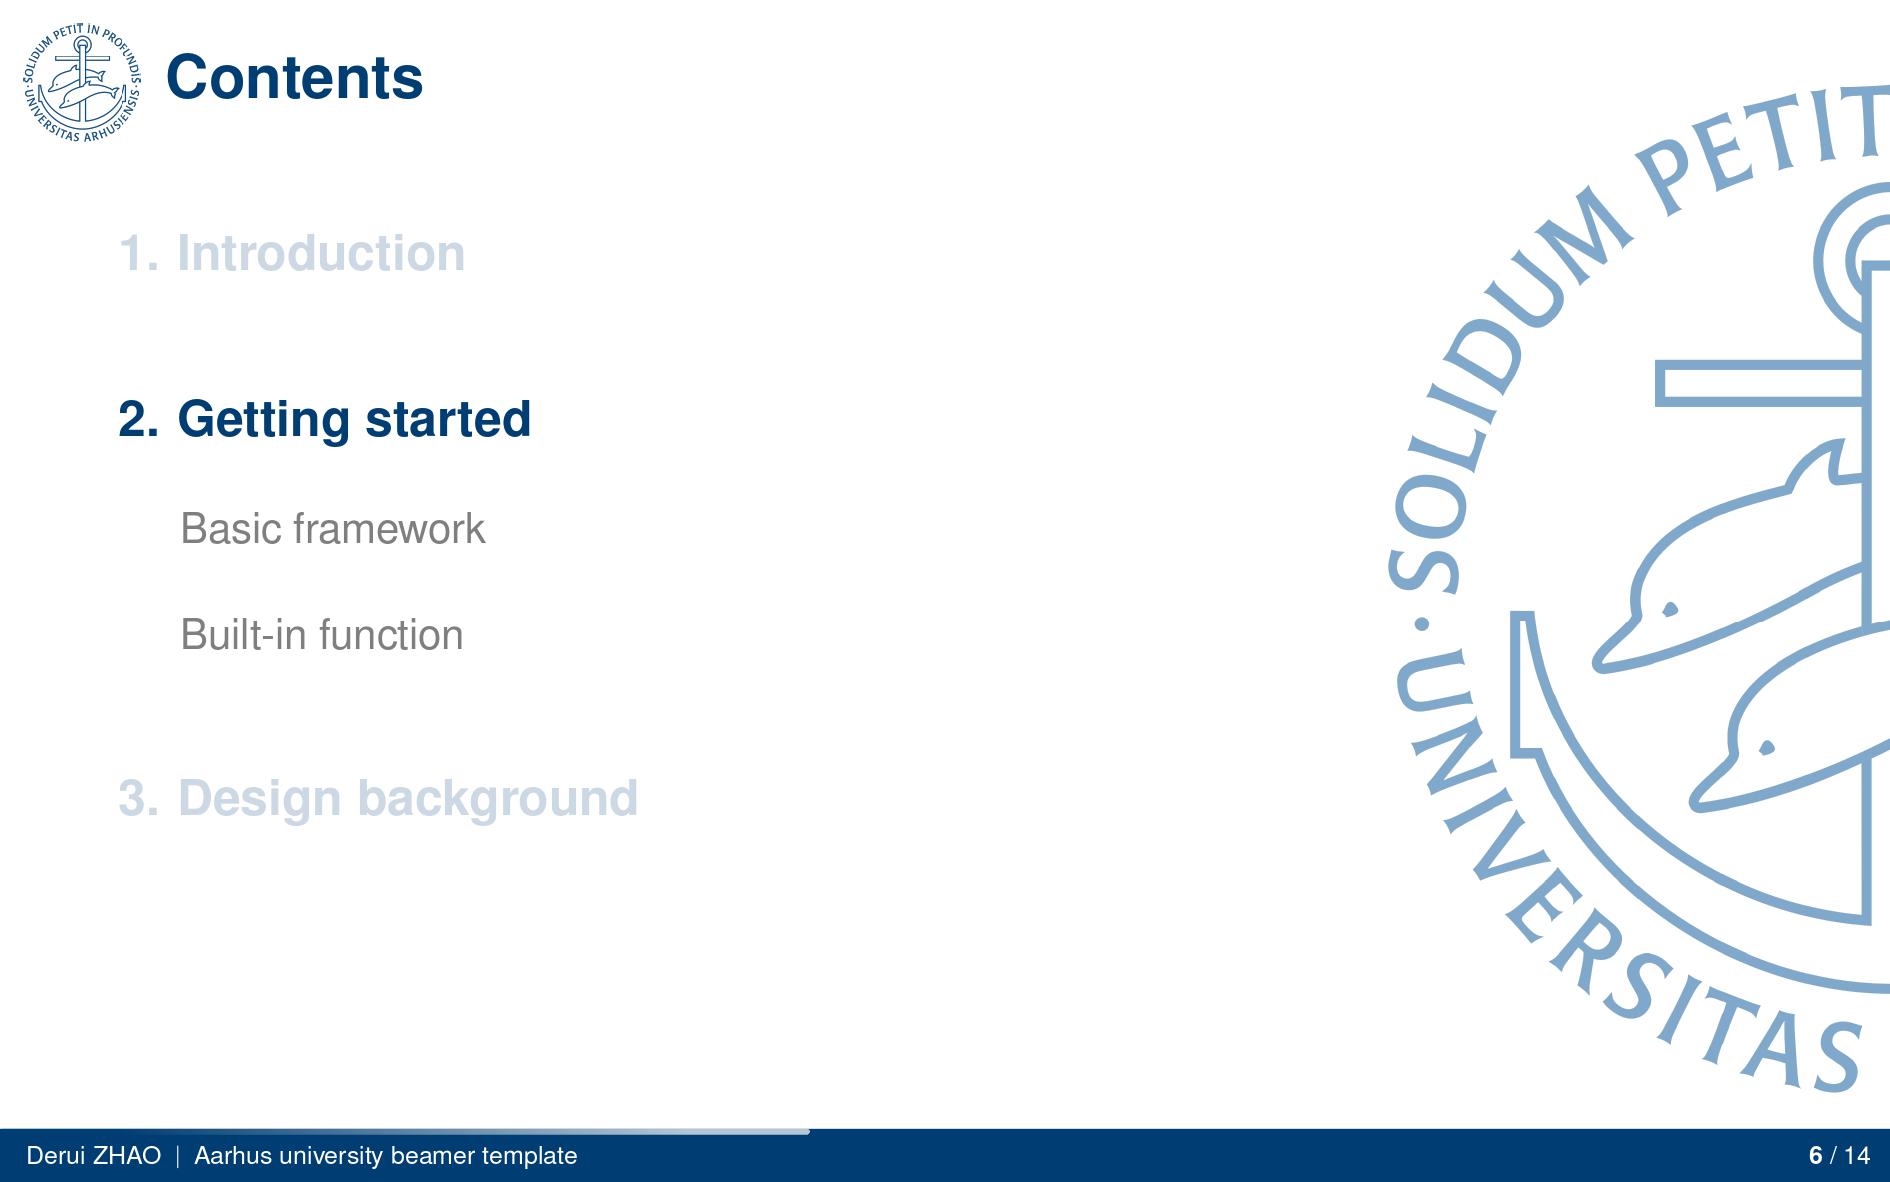 SOLIDUM PETIT IN PROFUNDIS
· UNIVERSITAS ARHUSIENSIS ·
Contents
1. Introduction
2. Getting started
Basic framework
Built-in function
3. Design background
SOLIDUM PETIT
· UNIVERSITAS
Derui ZHAO | Aarhus university beamer template
6 / 14